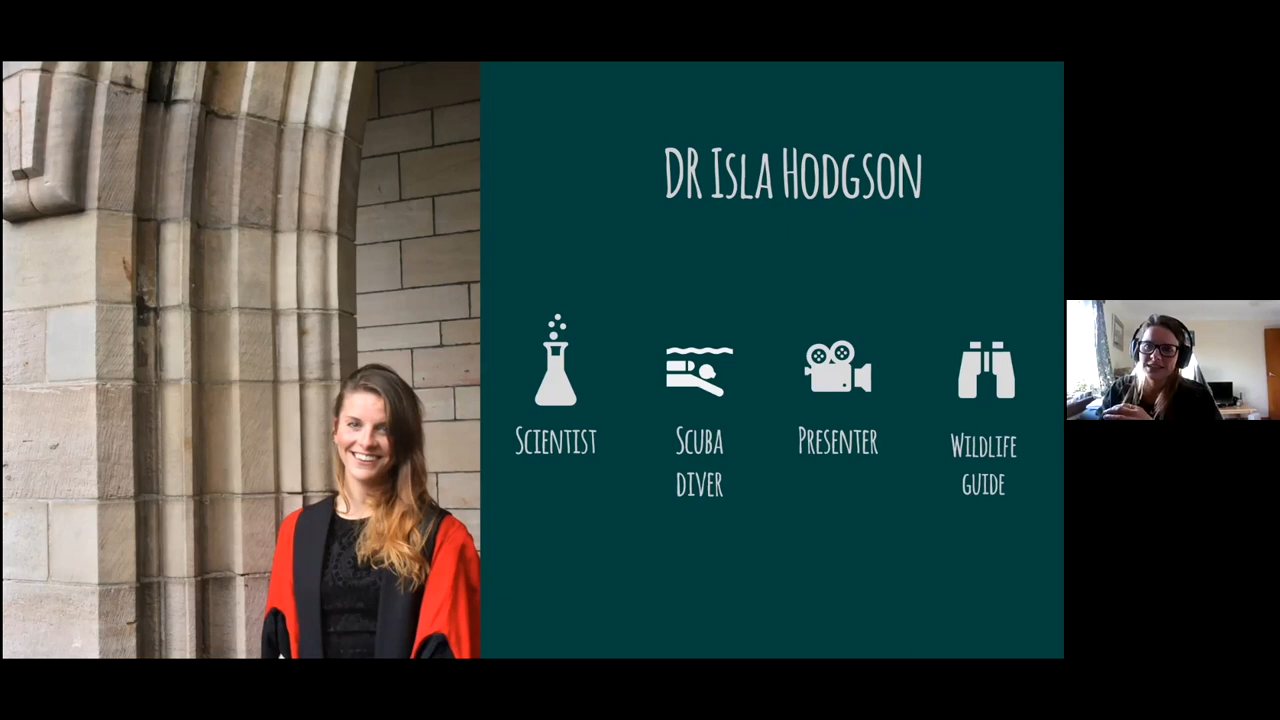 DR ISLA HODGSON
SCIENTIST
SCUBA
DIVER
PRESENTER
WILDLIFE
GUIDE